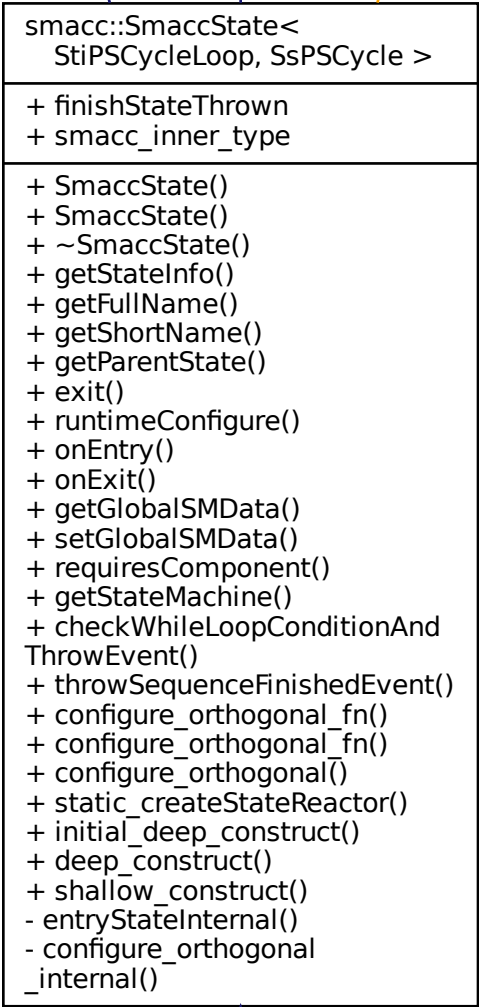 smacc::SmaccState<
StiPSCycleLoop, SsPSCycle >
+ finishStateThrown
+ smacc_inner_type
+ SmaccState()
+ SmaccState()
+ ~SmaccState()
+ getStateInfo()
+ getFullName()
+ getShortName()
+ getParentState()
+ exit()
+ runtimeConfigure()
+ onEntry()
+ onExit()
+ getGlobalSMData()
+ setGlobalSMData()
+ requiresComponent()
+ getStateMachine()
+ checkWhileLoopConditionAnd
ThrowEvent()
+ throwSequenceFinishedEvent()
+ configure_orthogonal_fn()
+ configure_orthogonal_fn()
+ configure_orthogonal()
+ static_createStateReactor()
+ initial_deep_construct()
+ deep_construct()
+ shallow_construct()
- entryStateInternal()
- configure_orthogonal
_internal()